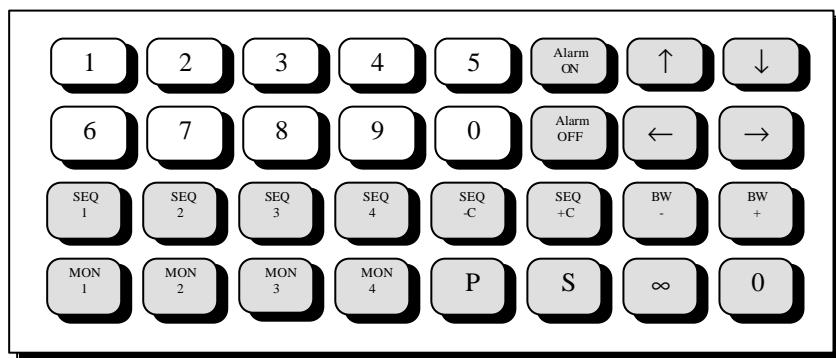 1 2 3 4 5 Alarm ON ↑ ↓
6 7 8 9 0 Alarm OFF ← →
SEQ 1 SEQ 2 SEQ 3 SEQ 4 SEQ -C SEQ +C BW - BW +
MON 1 MON 2 MON 3 MON 4 P S ∞ 0